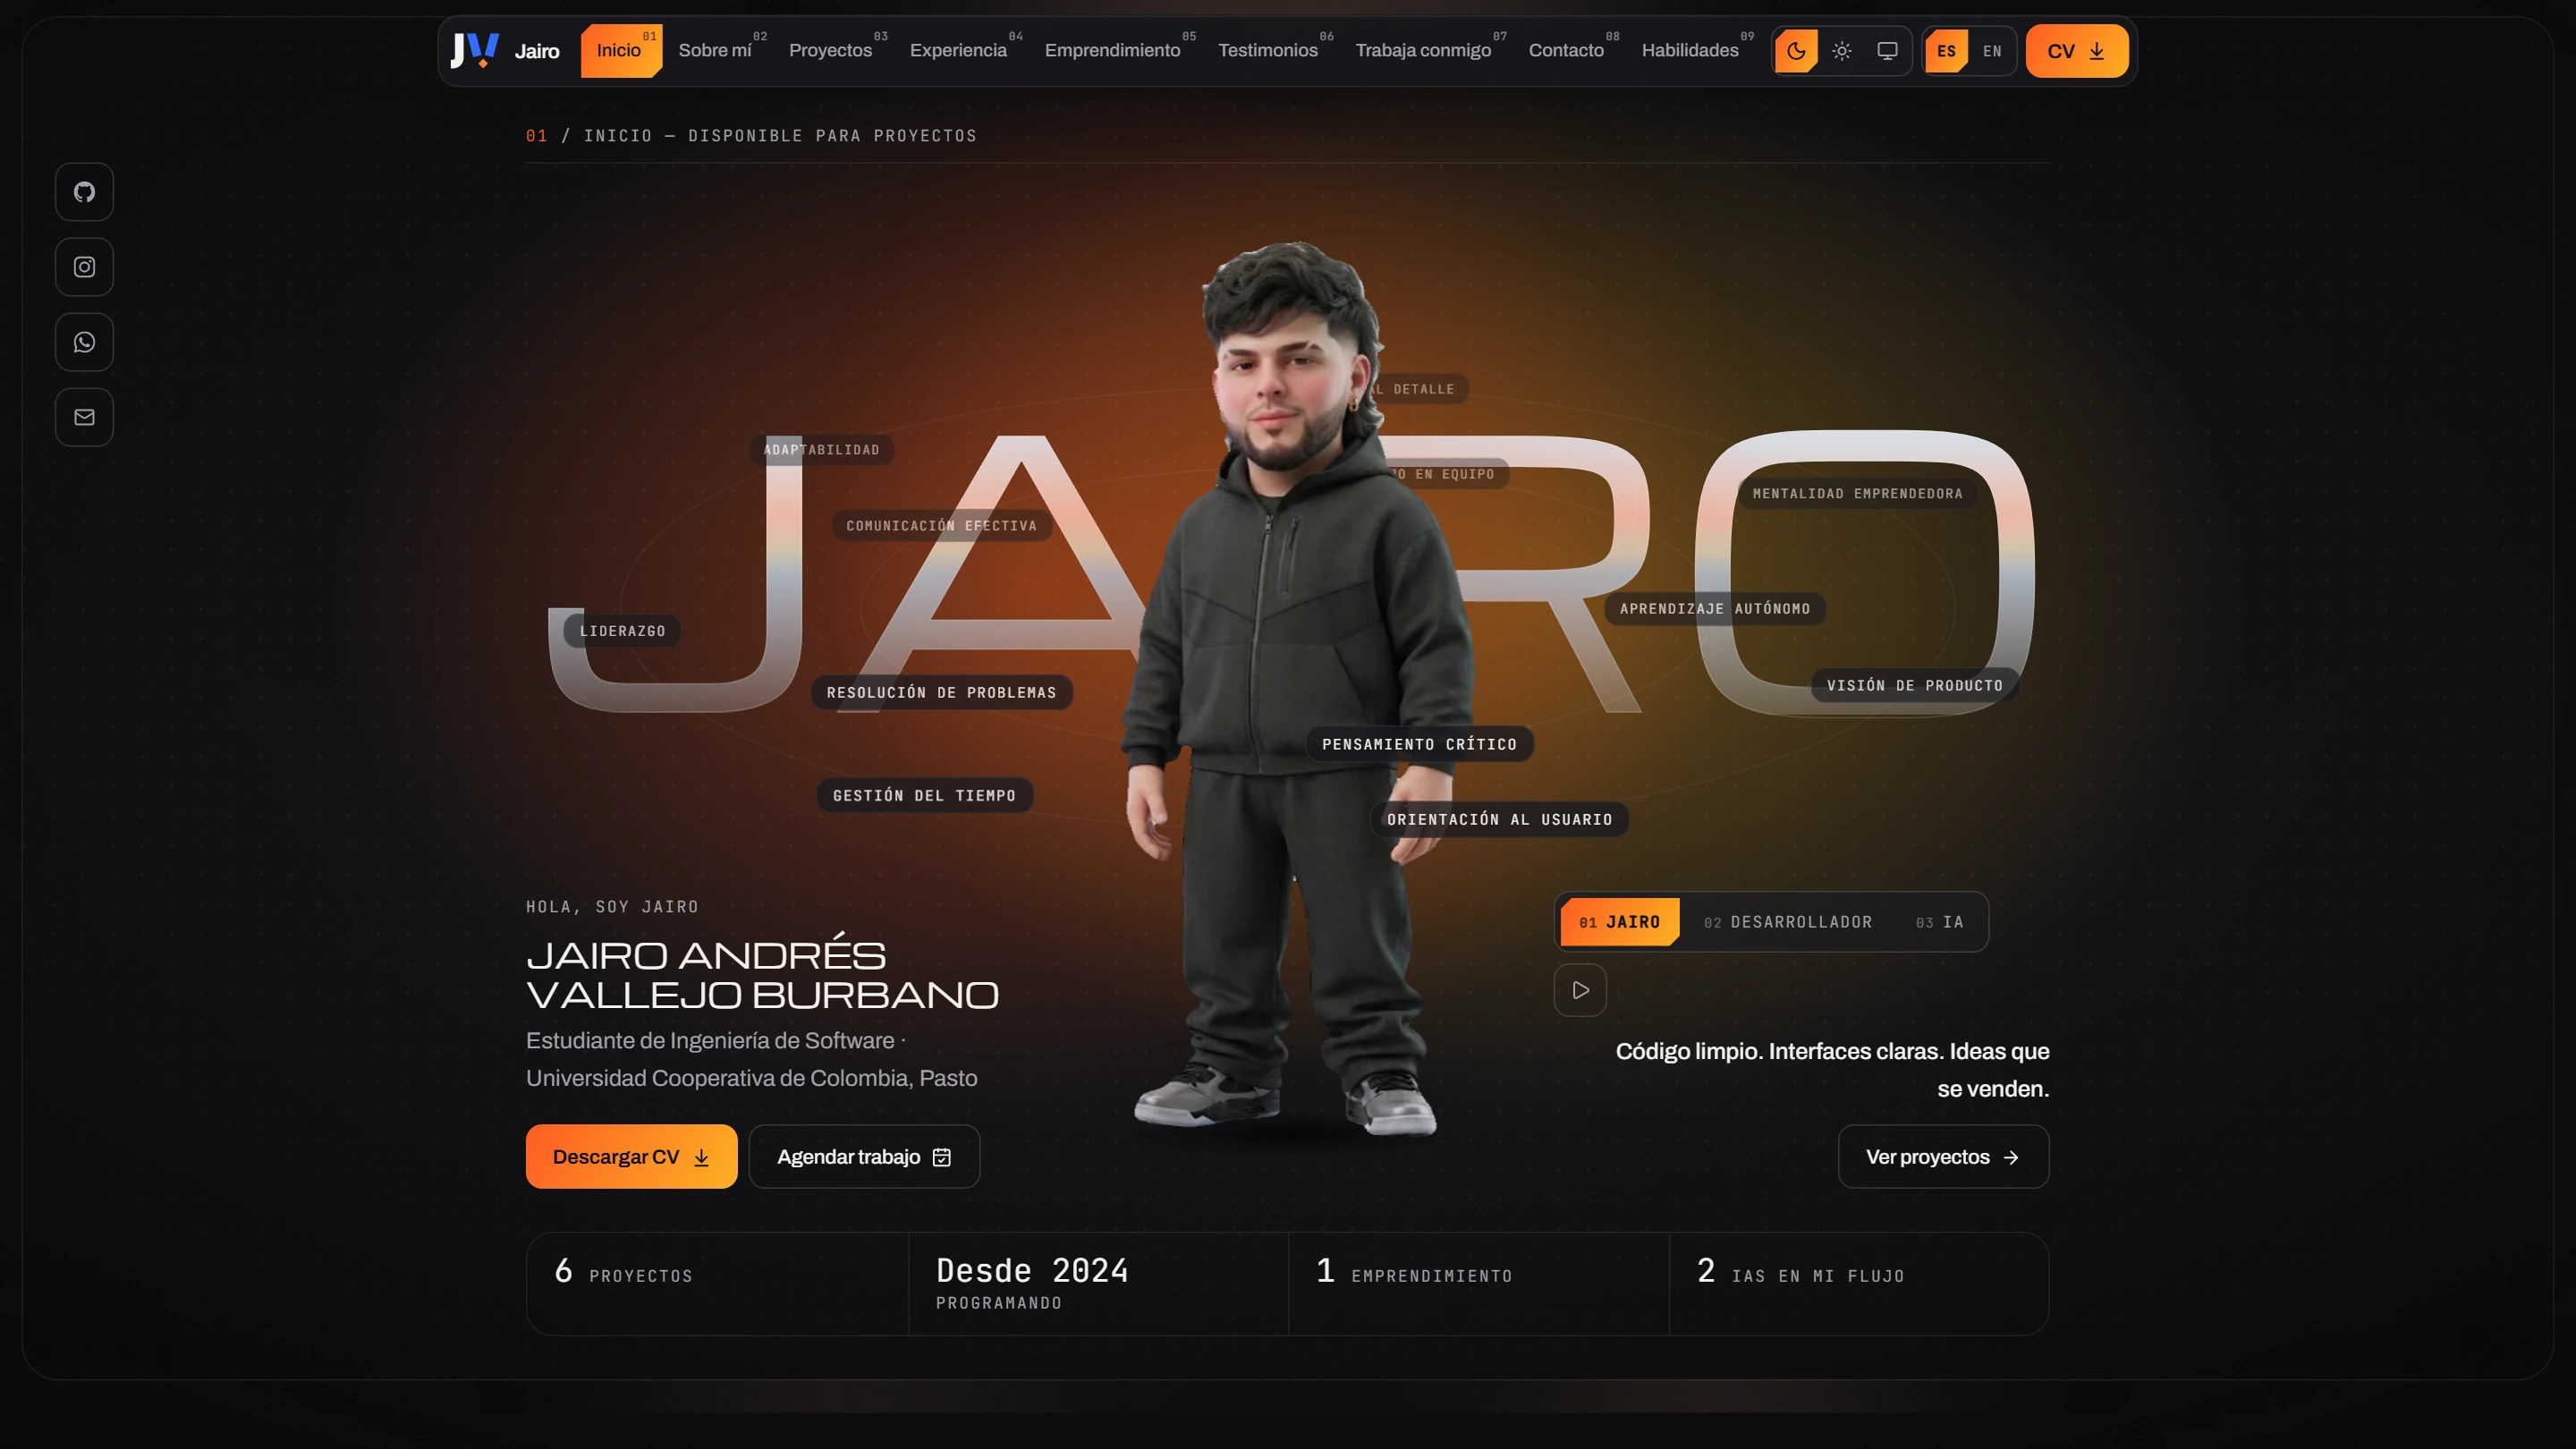 JV Jairo
Inicio 01
Sobre mí 02
Proyectos 03
Experiencia 04
Emprendimiento 05
Testimonios 06
Trabaja conmigo 07
Contacto 08
Habilidades 09
ES EN
CV
01 / INICIO — DISPONIBLE PARA PROYECTOS
AL DETALLE
ADAPTABILIDAD
EN EQUIPO
MENTALIDAD EMPRENDEDORA
COMUNICACIÓN EFECTIVA
JAIRO
APRENDIZAJE AUTÓNOMO
LIDERAZGO
RESOLUCIÓN DE PROBLEMAS
VISIÓN DE PRODUCTO
PENSAMIENTO CRÍTICO
GESTIÓN DEL TIEMPO
ORIENTACIÓN AL USUARIO
HOLA, SOY JAIRO
JAIRO ANDRÉS
VALLEJO BURBANO
Estudiante de Ingeniería de Software ·
Universidad Cooperativa de Colombia, Pasto
Descargar CV
Agendar trabajo
01 JAIRO
02 DESARROLLADOR
03 IA
Código limpio. Interfaces claras. Ideas que
se venden.
Ver proyectos
6 PROYECTOS
Desde 2024
PROGRAMANDO
1 EMPRENDIMIENTO
2 IAS EN MI FLUJO